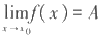 lim f(x) = A
x→x₀